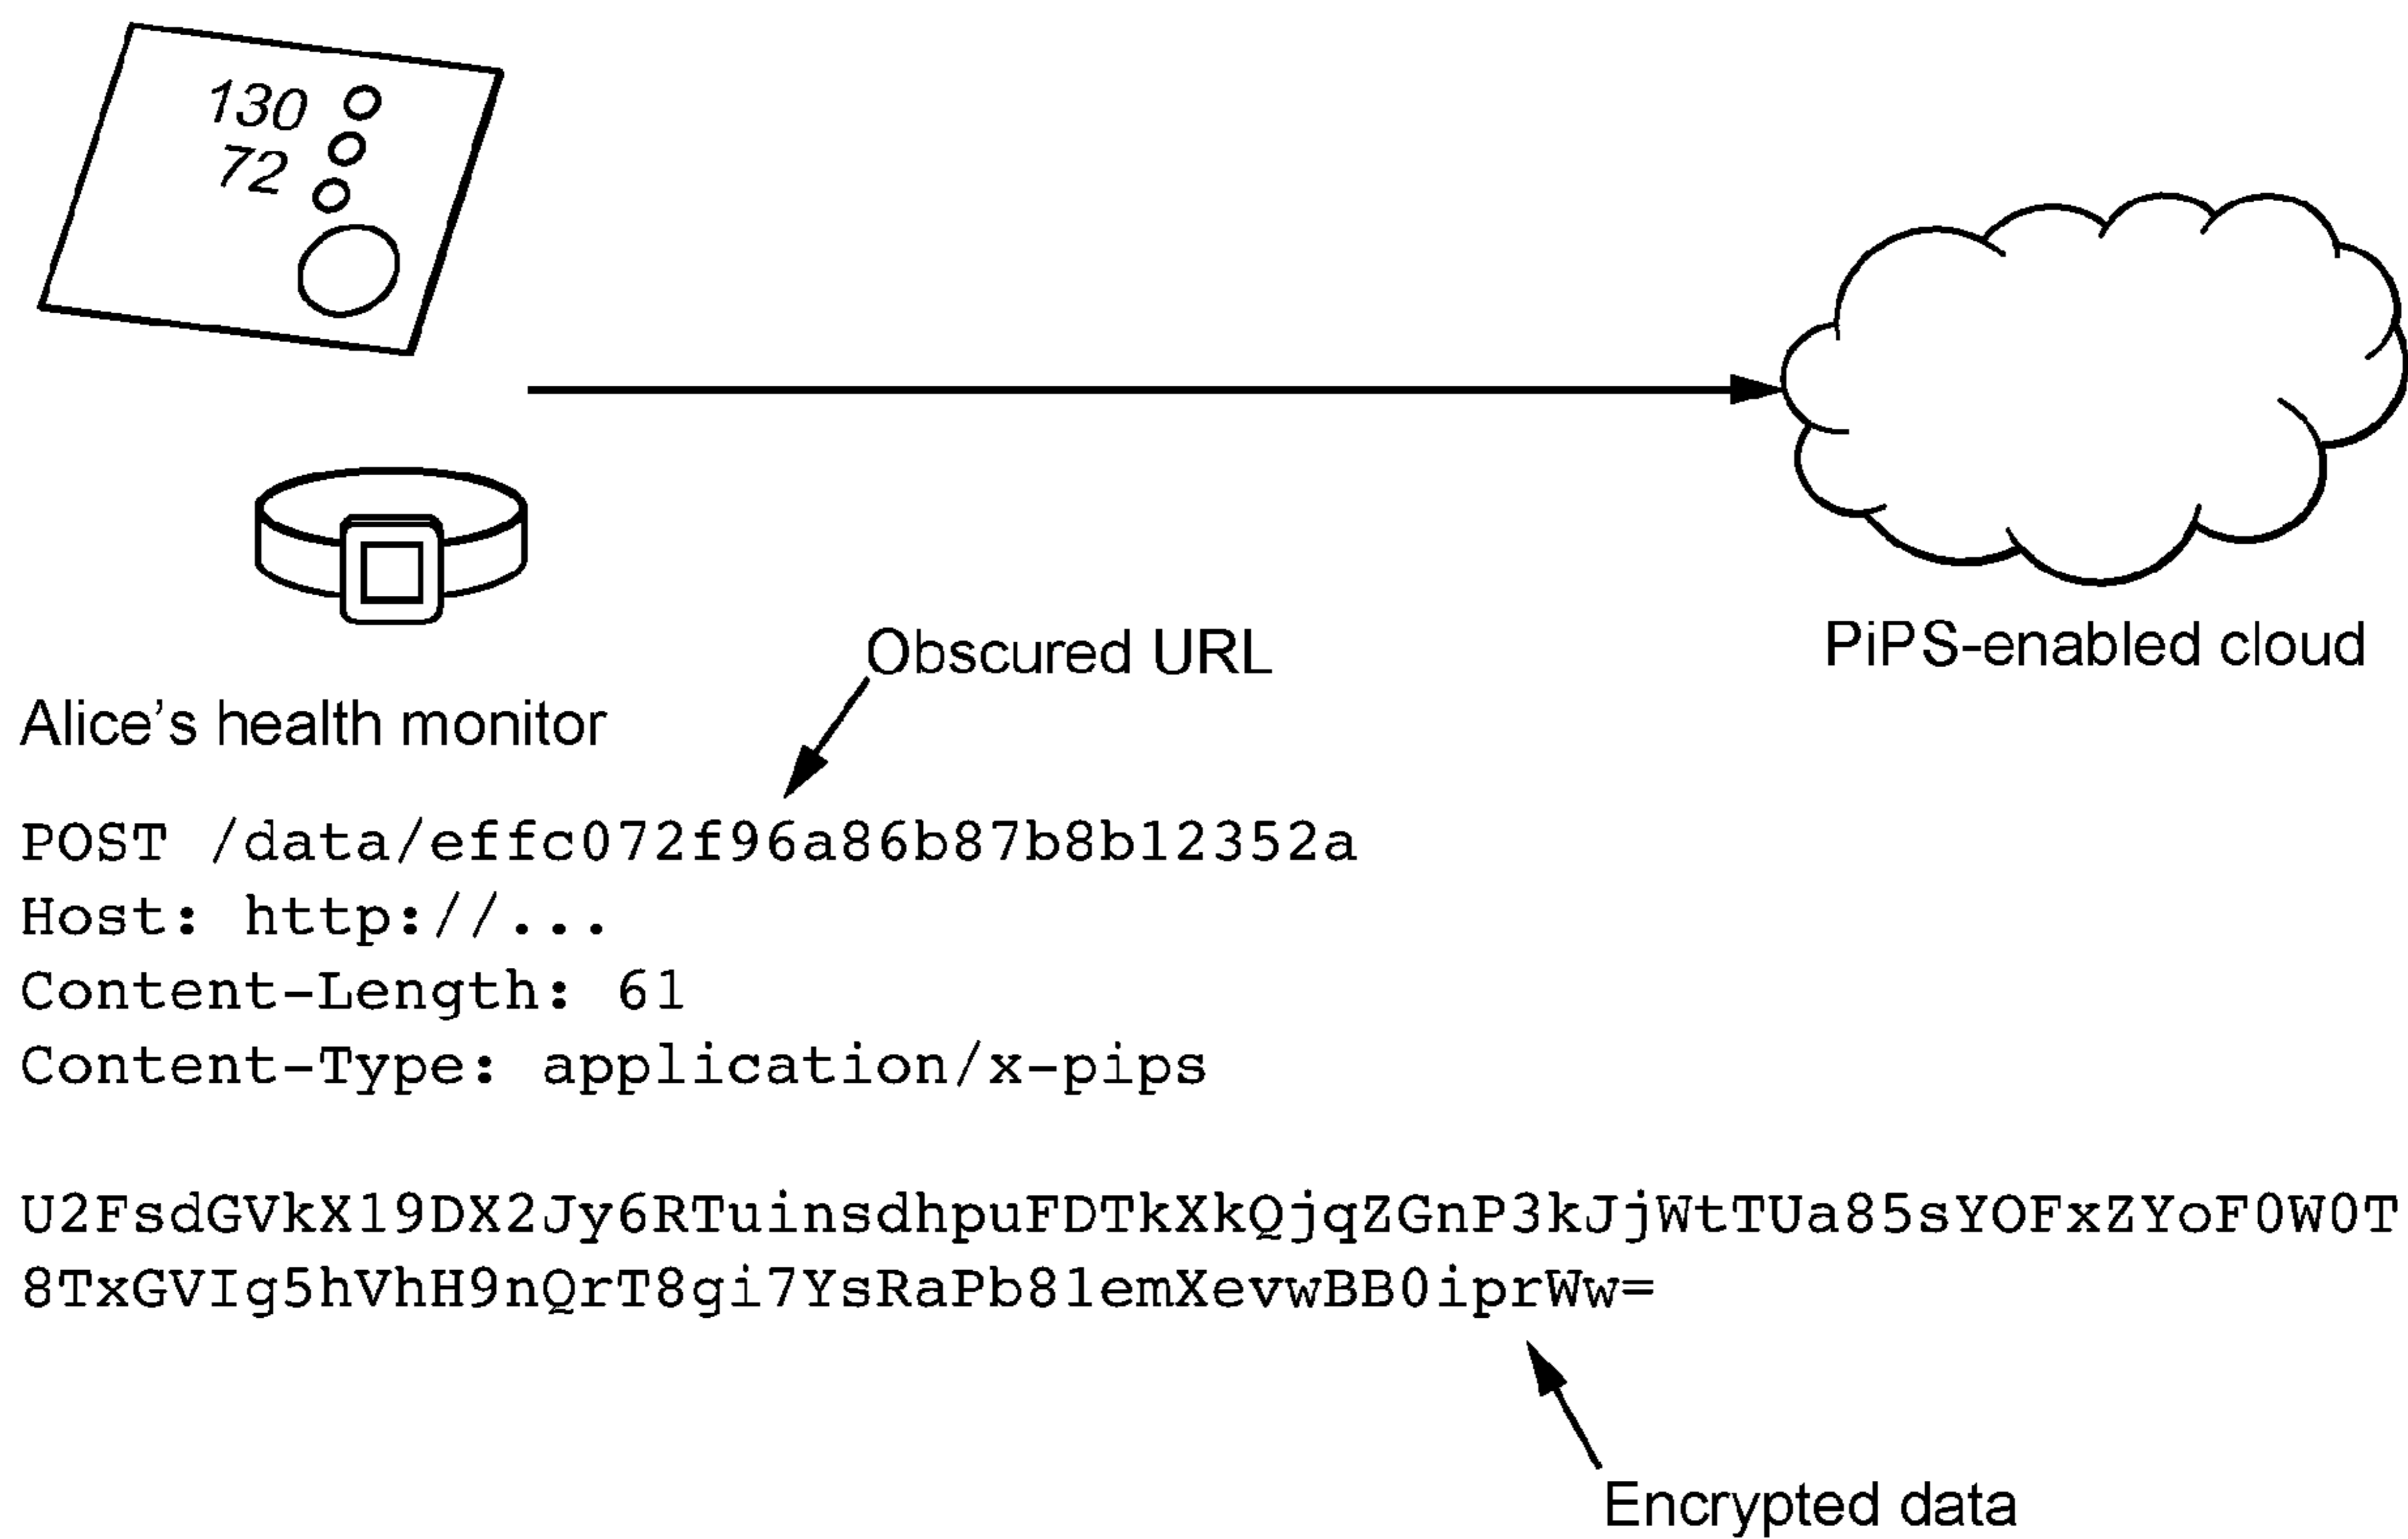 130
72
PiPS-enabled cloud
Obscured URL
Alice's health monitor
POST /data/effc072f96a86b87b8b12352a
Host: http://...
Content-Length: 61
Content-Type: application/x-pips
U2FsdGVkX19DX2Jy6RTuinsdhpuFDTkXkQjqZGnP3kJjWtTUa85sYOFxZYoF0W0T
8TxGVIg5hVhH9nQrT8gi7YsRaPb81emXevwBB0iprWw=
Encrypted data